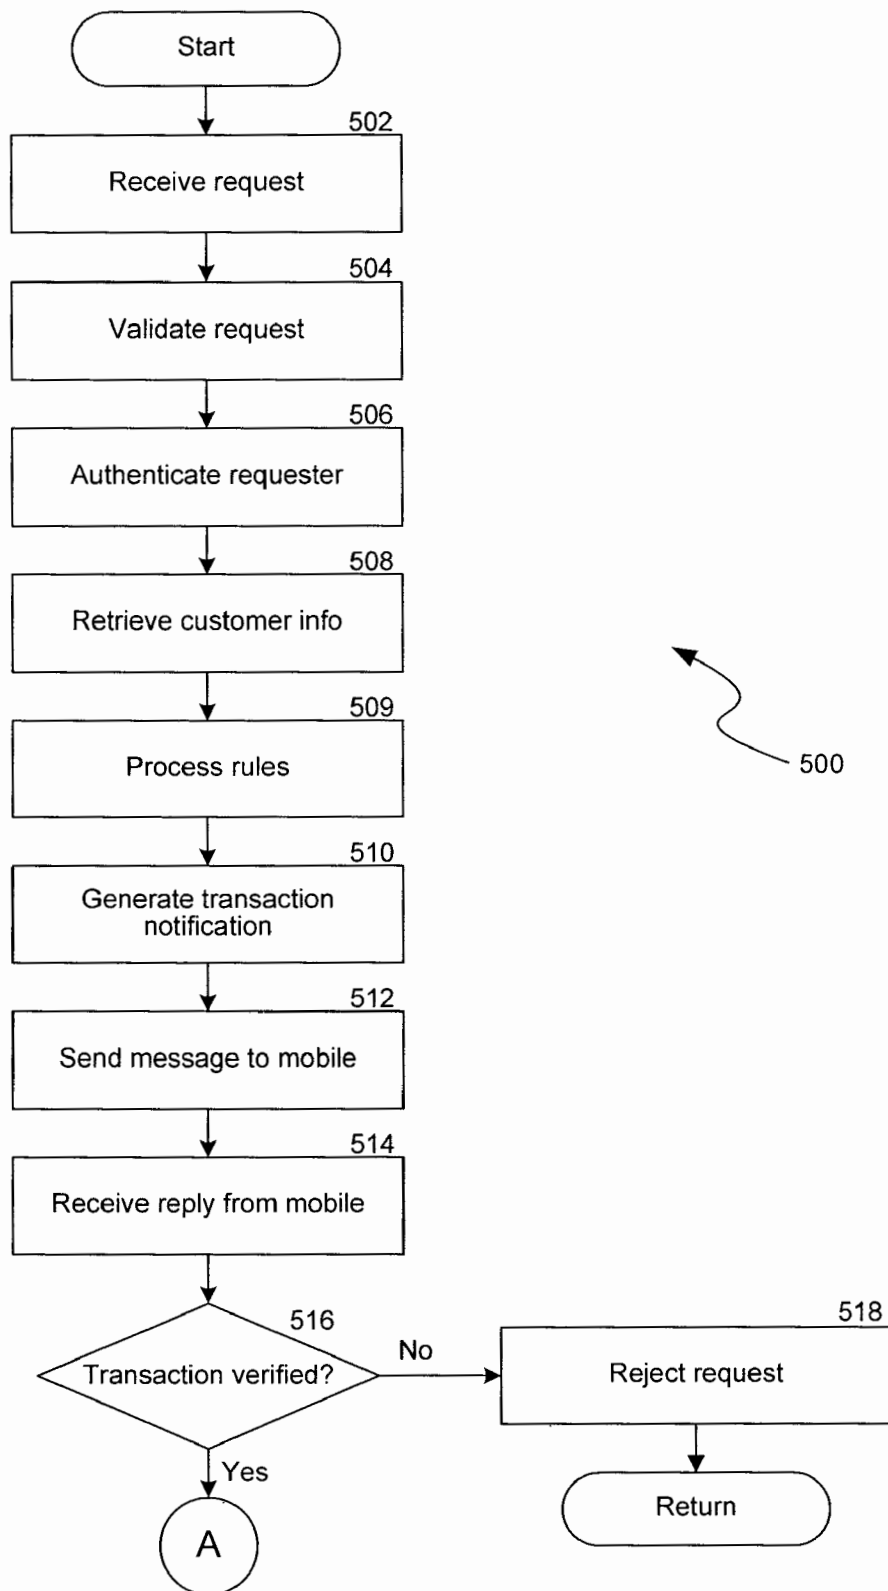 Start
502
Receive request
504
Validate request
506
Authenticate requester
508
Retrieve customer info
509
Process rules
500
510
Generate transaction
notification
512
Send message to mobile
514
Receive reply from mobile
516
Transaction verified?
No
518
Reject request
Yes
Return
A